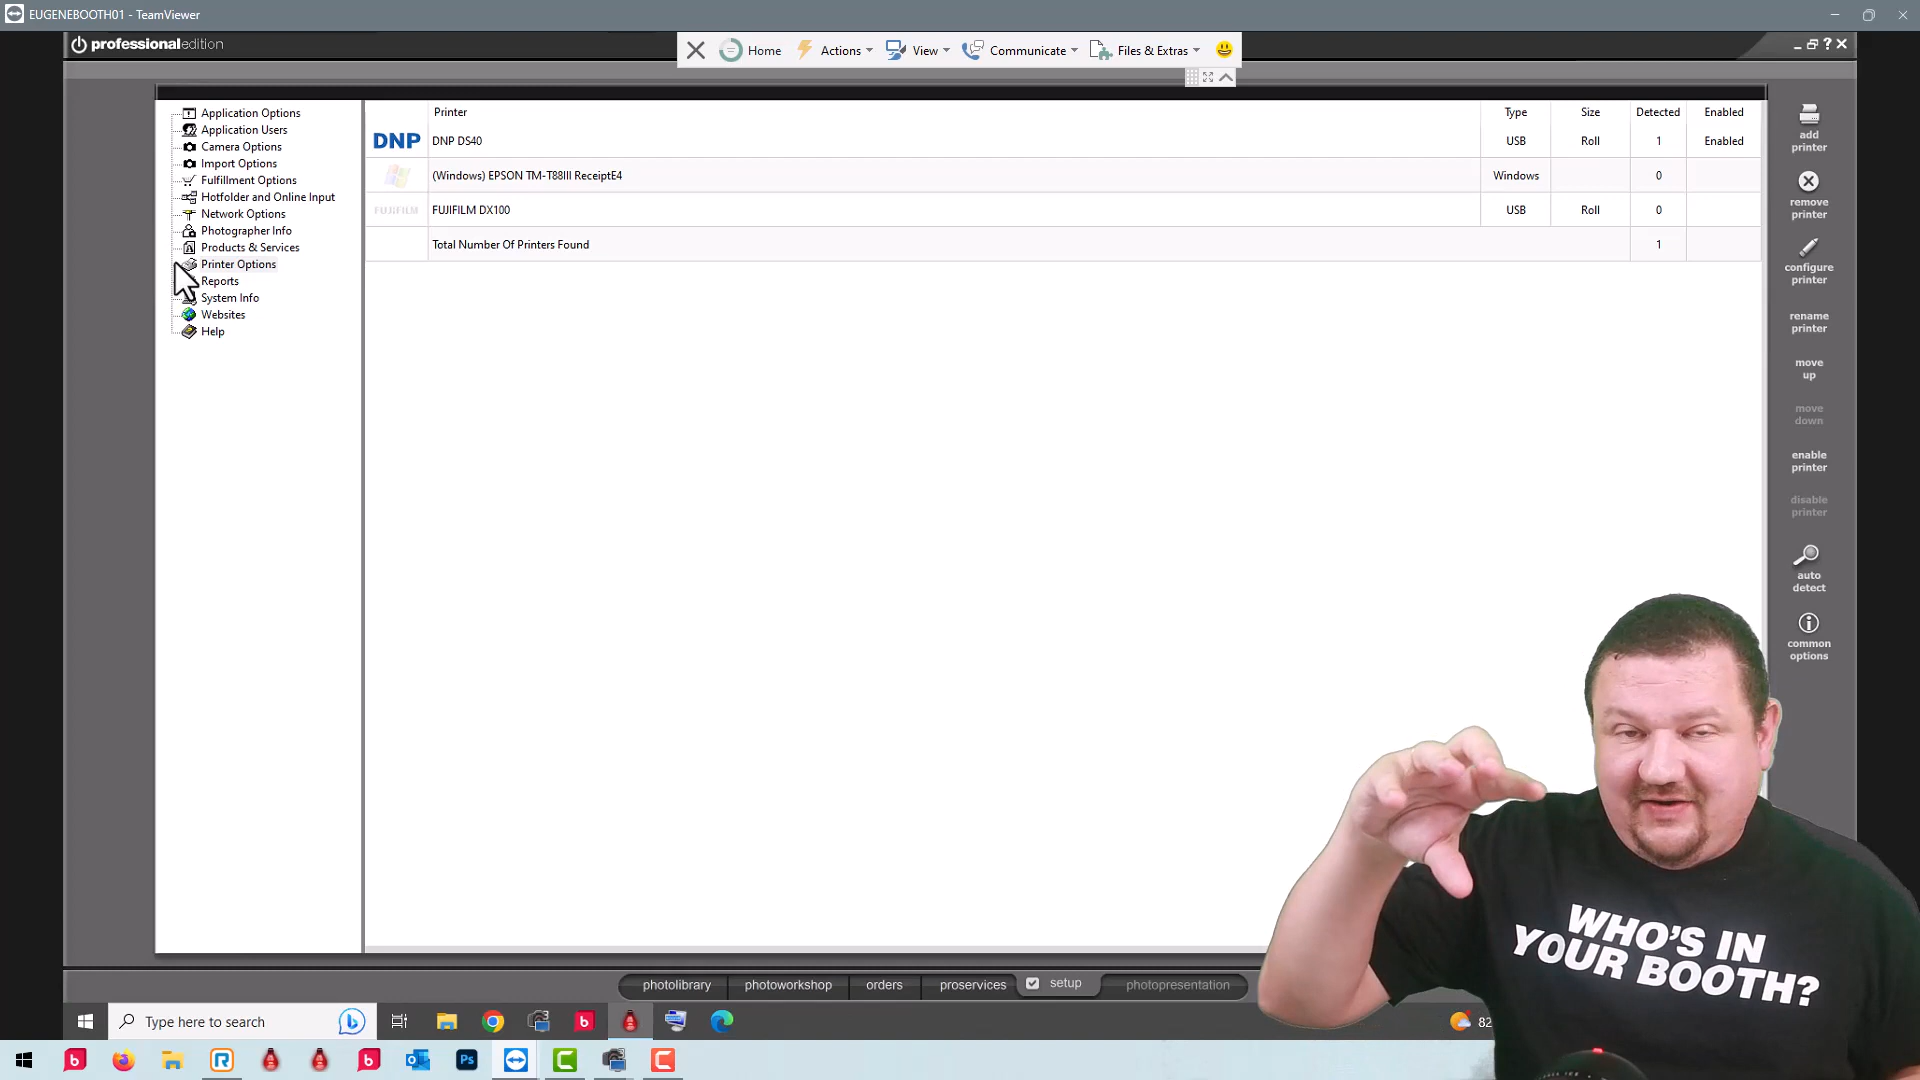 EUGENEBOOTH01 - TeamViewer
professionaledition
Home
Actions
View
Communicate
Files & Extras
Application Options
Application Users
Camera Options
Import Options
Fulfillment Options
Hotfolder and Online Input
Network Options
Photographer Info
Products & Services
Printer Options
Reports
System Info
Websites
Help
Printer Type Size Detected Enabled
DNP DNP DS40 USB Roll 1 Enabled
(Windows) EPSON TM-T88III ReceiptE4 Windows 0
FUJIFILM FUJIFILM DX100 USB Roll 0
Total Number Of Printers Found 1
add
printer
remove
printer
configure
printer
rename
printer
move
up
move
down
enable
printer
disable
printer
auto
detect
common
options
WHO'S IN
YOUR BOOTH?
photolibrary
photoworkshop
orders
proservices
setup
photopresentation
Type here to search
82
Ps